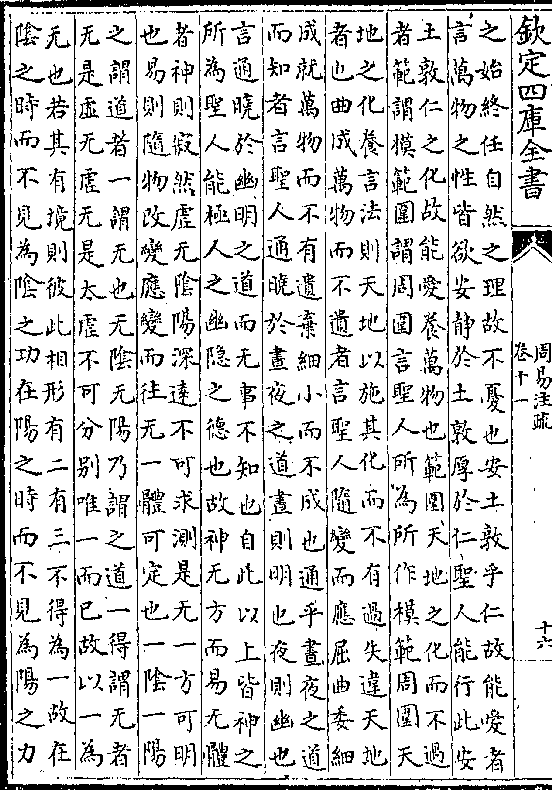 欽定四庫全書
周易注疏
卷十一
十六
之始終任自然之理故不憂也安土敦乎仁故能愛者
言萬物之性皆欲安靜於土敦厚於仁聖人能行此安
土敦仁之化故能愛養萬物也範圍天地之化而不過
者範謂模範圍謂周圍言聖人所為所作模範周圍天
地之化養言法則天地以施其化而不有過失違天地
者也曲成萬物而不遺者言聖人隨變而應屈曲委細
成就萬物而不有遺棄細小而不成也通乎晝夜之道
而知者言聖人通曉於晝夜之道晝則明也夜則幽也
言通曉於幽明之道而无事不知也自此以上皆神之
所為聖人能極人之幽隱之德也故神无方而易无體
者神則寂然虛无陰陽深遠不可求測是无一方可明
也易則隨物改變應變而往无一體可定也一陰一陽
之謂道者一謂无也无陰无陽乃謂之道一得謂无者
无是虛无虛无是太虛不可分別唯一而已故以一為
无也若其有境則彼此相形有二有三不得為一故在
陰之時而不見為陰之功在陽之時而不見為陽之力